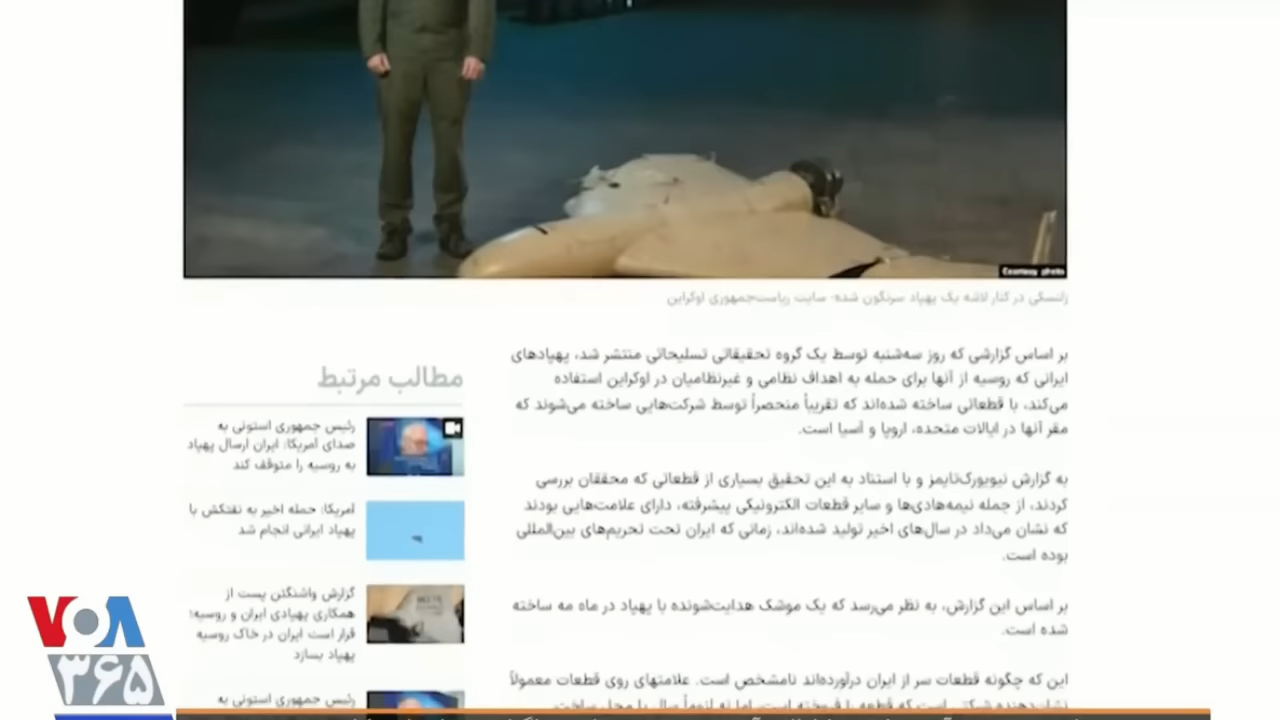 Courtesy photo
زلنسکی در کنار لاشه یک پهپاد سرنگون شده- سایت ریاست‌جمهوری اوکراین
بر اساس گزارشی که روز سه‌شنبه توسط یک گروه تحقیقاتی تسلیحاتی منتشر شد، پهپادهای
ایرانی که روسیه از آنها برای حمله به اهداف نظامی و غیرنظامیان در اوکراین استفاده
می‌کند، با قطعاتی ساخته شده‌اند که تقریباً منحصراً توسط شرکت‌هایی ساخته می‌شوند که
مقر آنها در ایالات متحده، اروپا و آسیا است.
به گزارش نیویورک‌تایمز و با استناد به این تحقیق بسیاری از قطعاتی که محققان بررسی
کردند، از جمله نیمه‌هادی‌ها و سایر قطعات الکترونیکی پیشرفته، دارای علامت‌هایی بودند
که نشان می‌داد در سال‌های اخیر تولید شده‌اند، زمانی که ایران تحت تحریم‌های بین‌المللی
بوده است.
بر اساس این گزارش، به نظر می‌رسد که یک موشک هدایت‌شونده با پهپاد در ماه مه ساخته
شده است.
این که چگونه قطعات سر از ایران درآورده‌اند نامشخص است. علامتهای روی قطعات معمولاً
مطالب مرتبط
رئیس جمهوری استونی به
صدای آمریکا: ایران ارسال پهپاد
به روسیه را متوقف کند
آمریکا: حمله اخیر به نفتکش با
پهپاد ایرانی انجام شد
گزارش واشنگتن پست از
همکاری پهپادی ایران و روسیه؛
قرار است ایران در خاک روسیه
پهپاد بسازد
رئیس جمهوری استونی به
VOA
۳۶۵